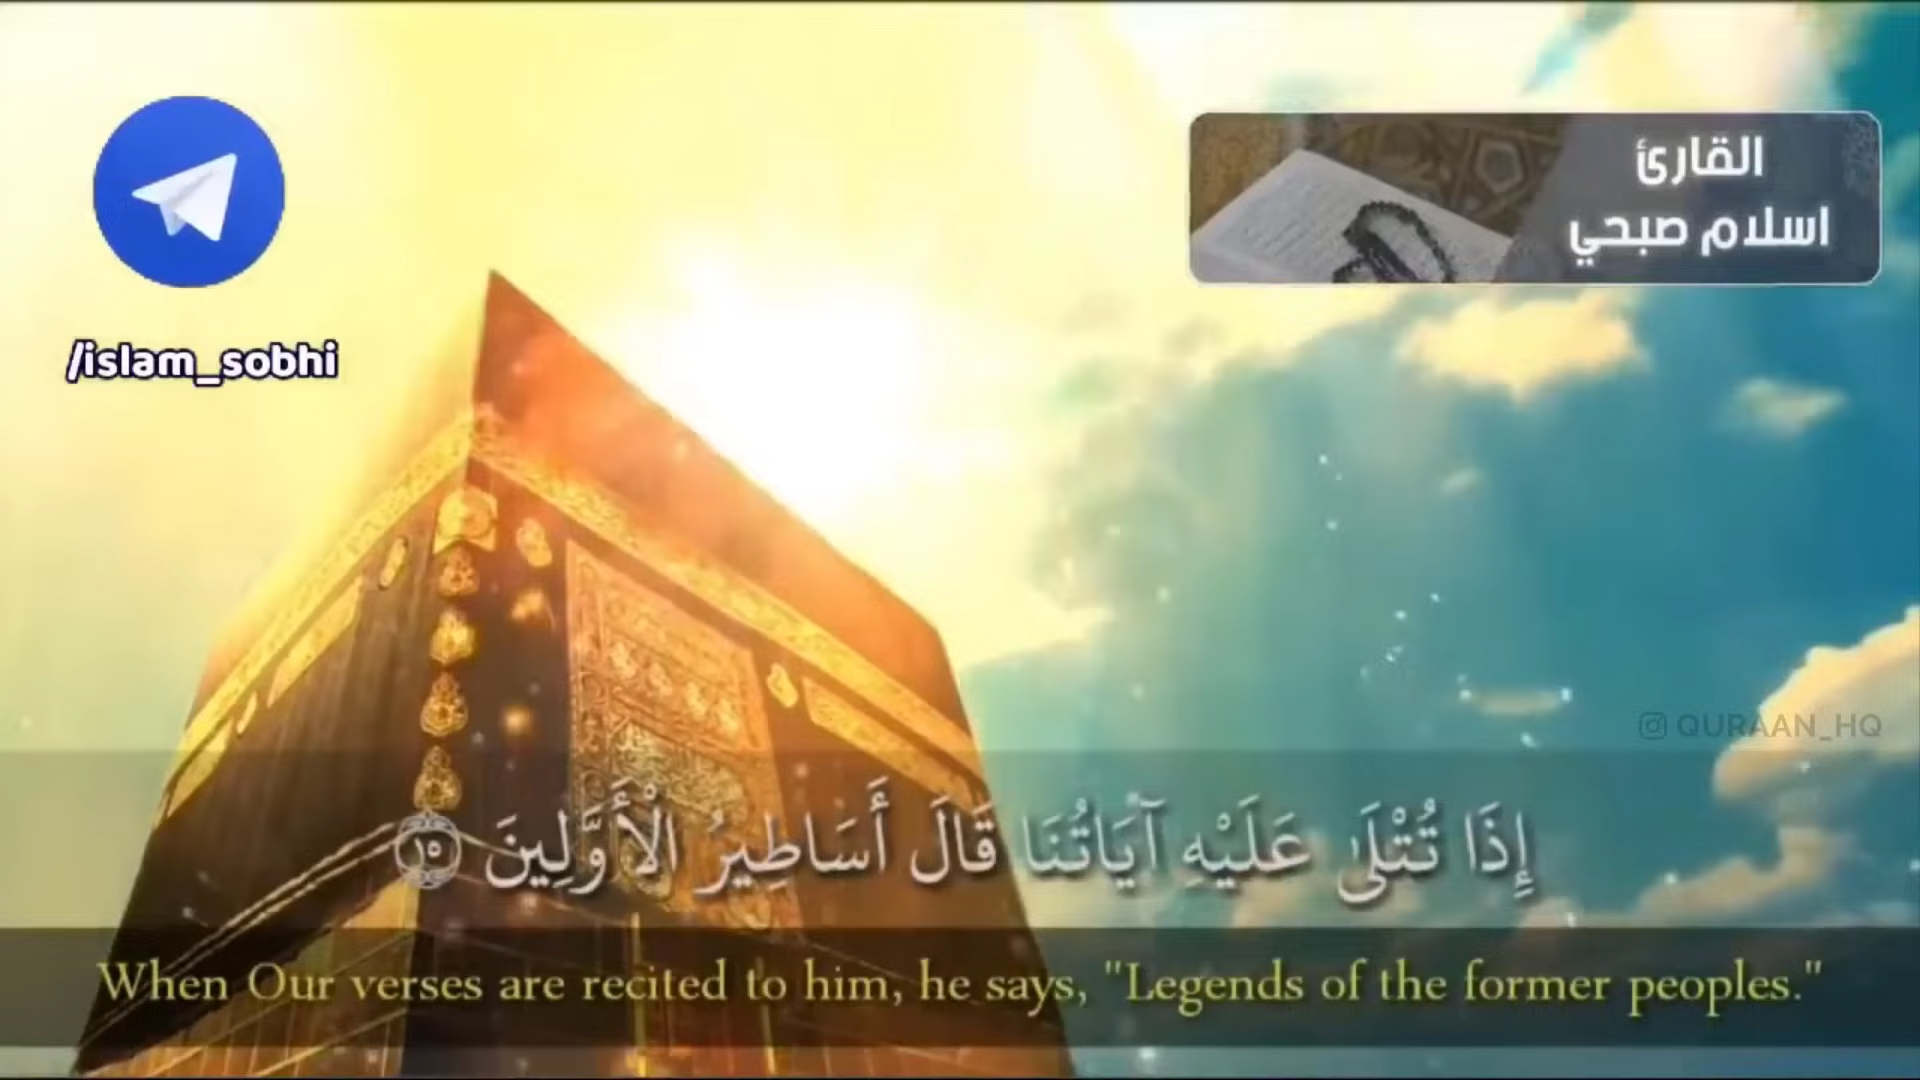 القارئ
اسلام صبحي
/islam_sobhi
QURAAN_HQ
إِذَا تُتْلَىٰ عَلَيْهِ آيَاتُنَا قَالَ أَسَاطِيرُ الْأَوَّلِينَ ۝١٥
When Our verses are recited to him, he says, "Legends of the former peoples."